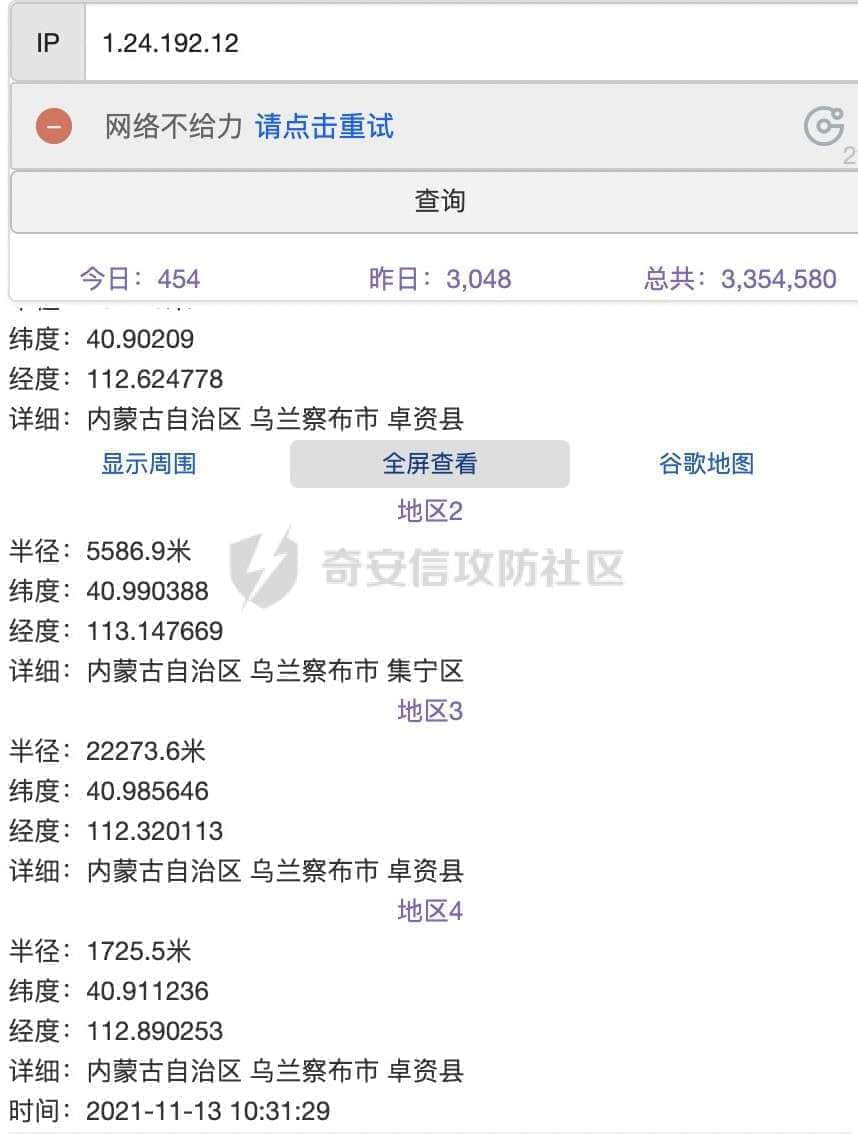 IP 1.24.192.12
网络不给力 请点击重试
查询
今日：454 昨日：3,048 总共：3,354,580
纬度：40.90209
经度：112.624778
详细：内蒙古自治区 乌兰察布市 卓资县
显示周围 全屏查看 谷歌地图
地区2
半径：5586.9米
奇安信攻防社区
纬度：40.990388
经度：113.147669
详细：内蒙古自治区 乌兰察布市 集宁区
地区3
半径：22273.6米
纬度：40.985646
经度：112.320113
详细：内蒙古自治区 乌兰察布市 卓资县
地区4
半径：1725.5米
纬度：40.911236
经度：112.890253
详细：内蒙古自治区 乌兰察布市 卓资县
时间：2021-11-13 10:31:29